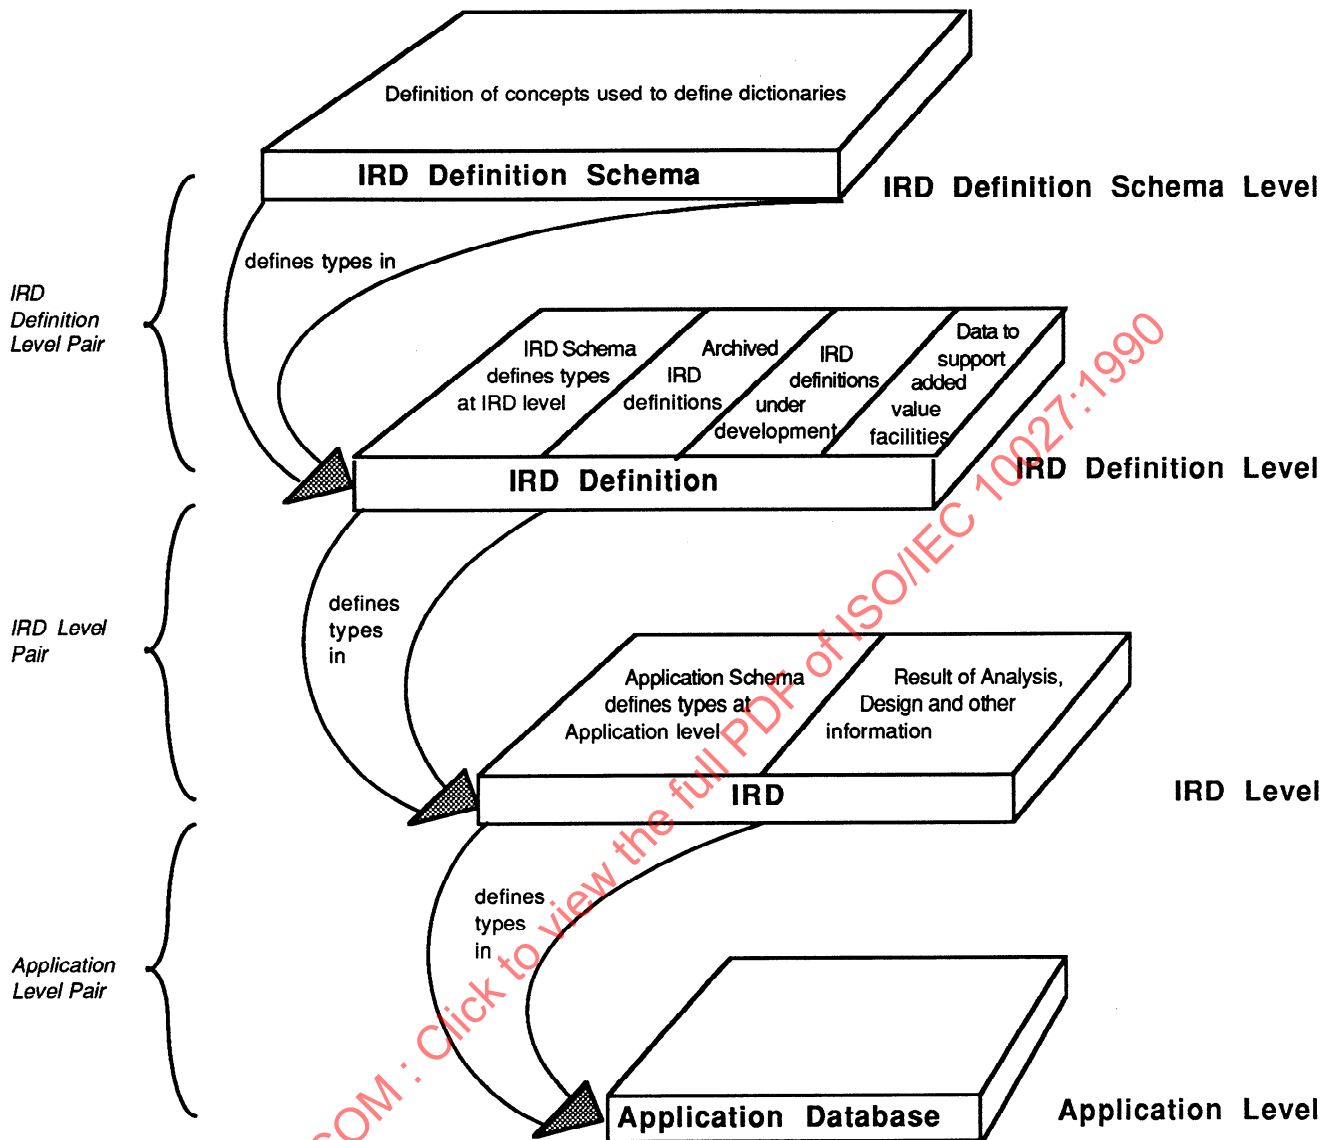 Definition of concepts used to define dictionaries
IRD Definition Schema
IRD Definition Schema Level
defines types in
IRD
Definition
Level Pair
IRD Schema
defines types
at IRD level
Archived
IRD
definitions
IRD
definitions
under
development
Data to
support
added
value
facilities
IRD Definition
IRD Definition Level
defines
types
in
IRD Level
Pair
Application Schema
defines types at
Application level
Result of Analysis,
Design and other
information
IRD
IRD Level
defines
types
in
Application
Level Pair
Application Database
Application Level
COM : Click to view the full PDF of ISO/IEC 10027:1990